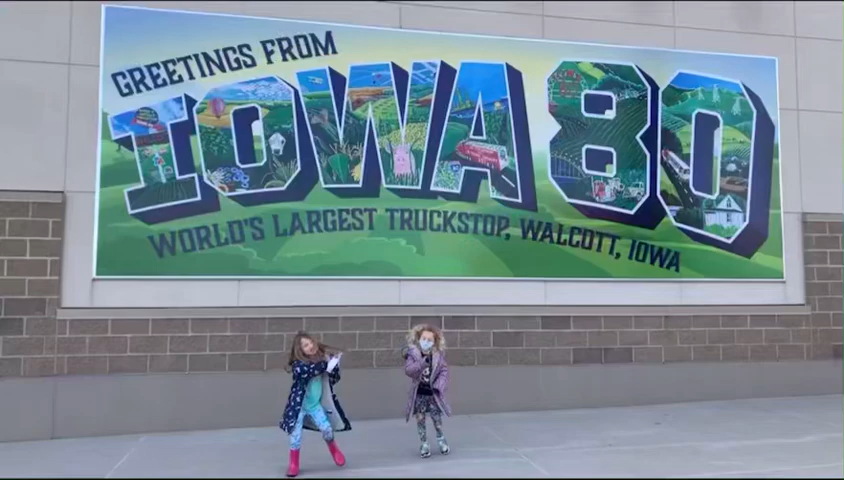 GREETINGS FROM
IOWA 80
WORLD'S LARGEST TRUCKSTOP, WALCOTT, IOWA